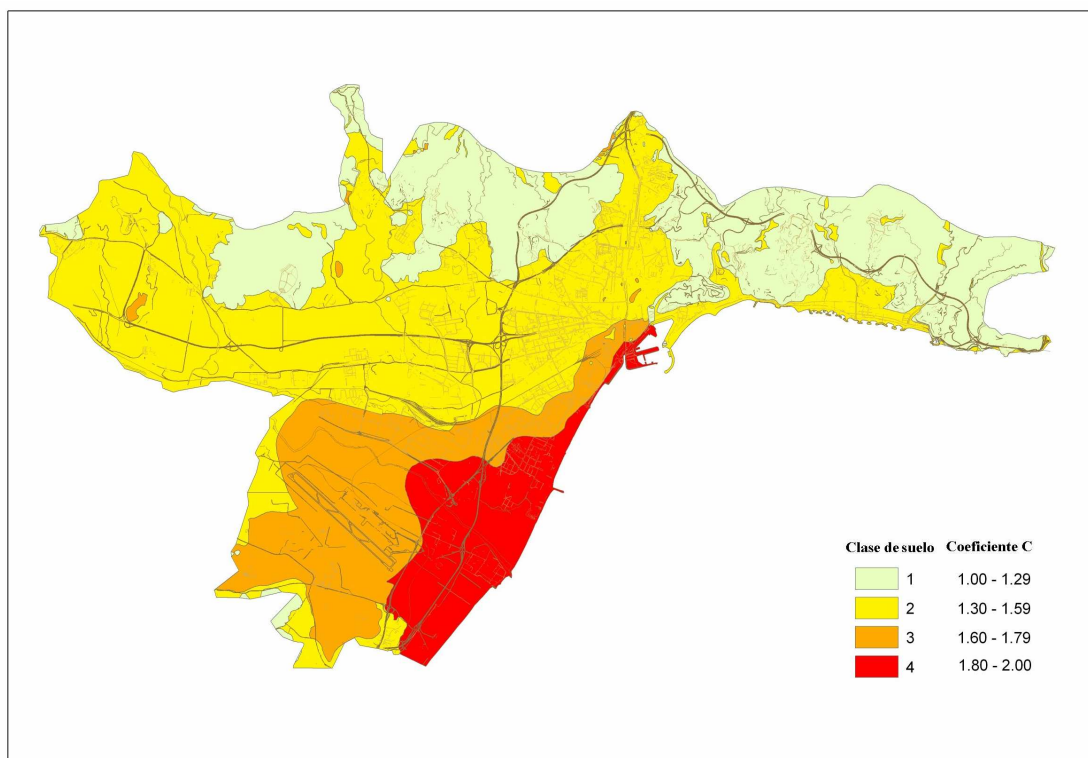 Clase de suelo Coeficiente C
1 1.00 - 1.29
2 1.30 - 1.59
3 1.60 - 1.79
4 1.80 - 2.00